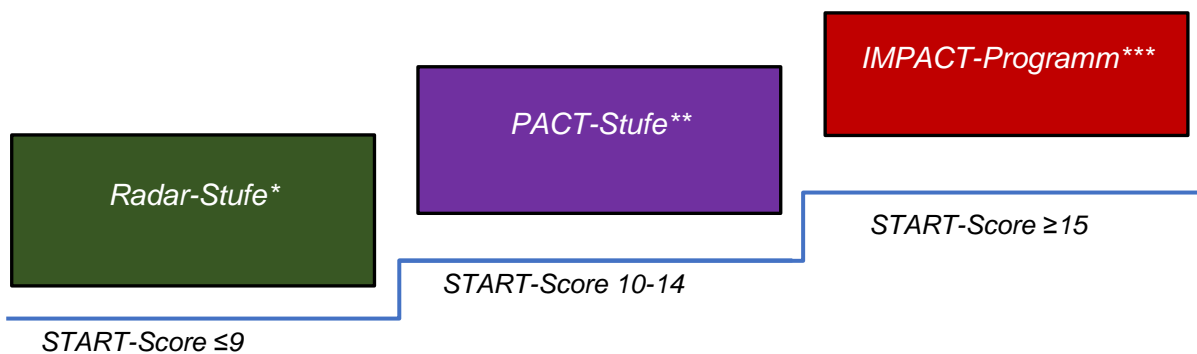 IMPACT-Programm***
PACT-Stufe**
Radar-Stufe*
START-Score ≥15
START-Score 10-14
START-Score ≤9